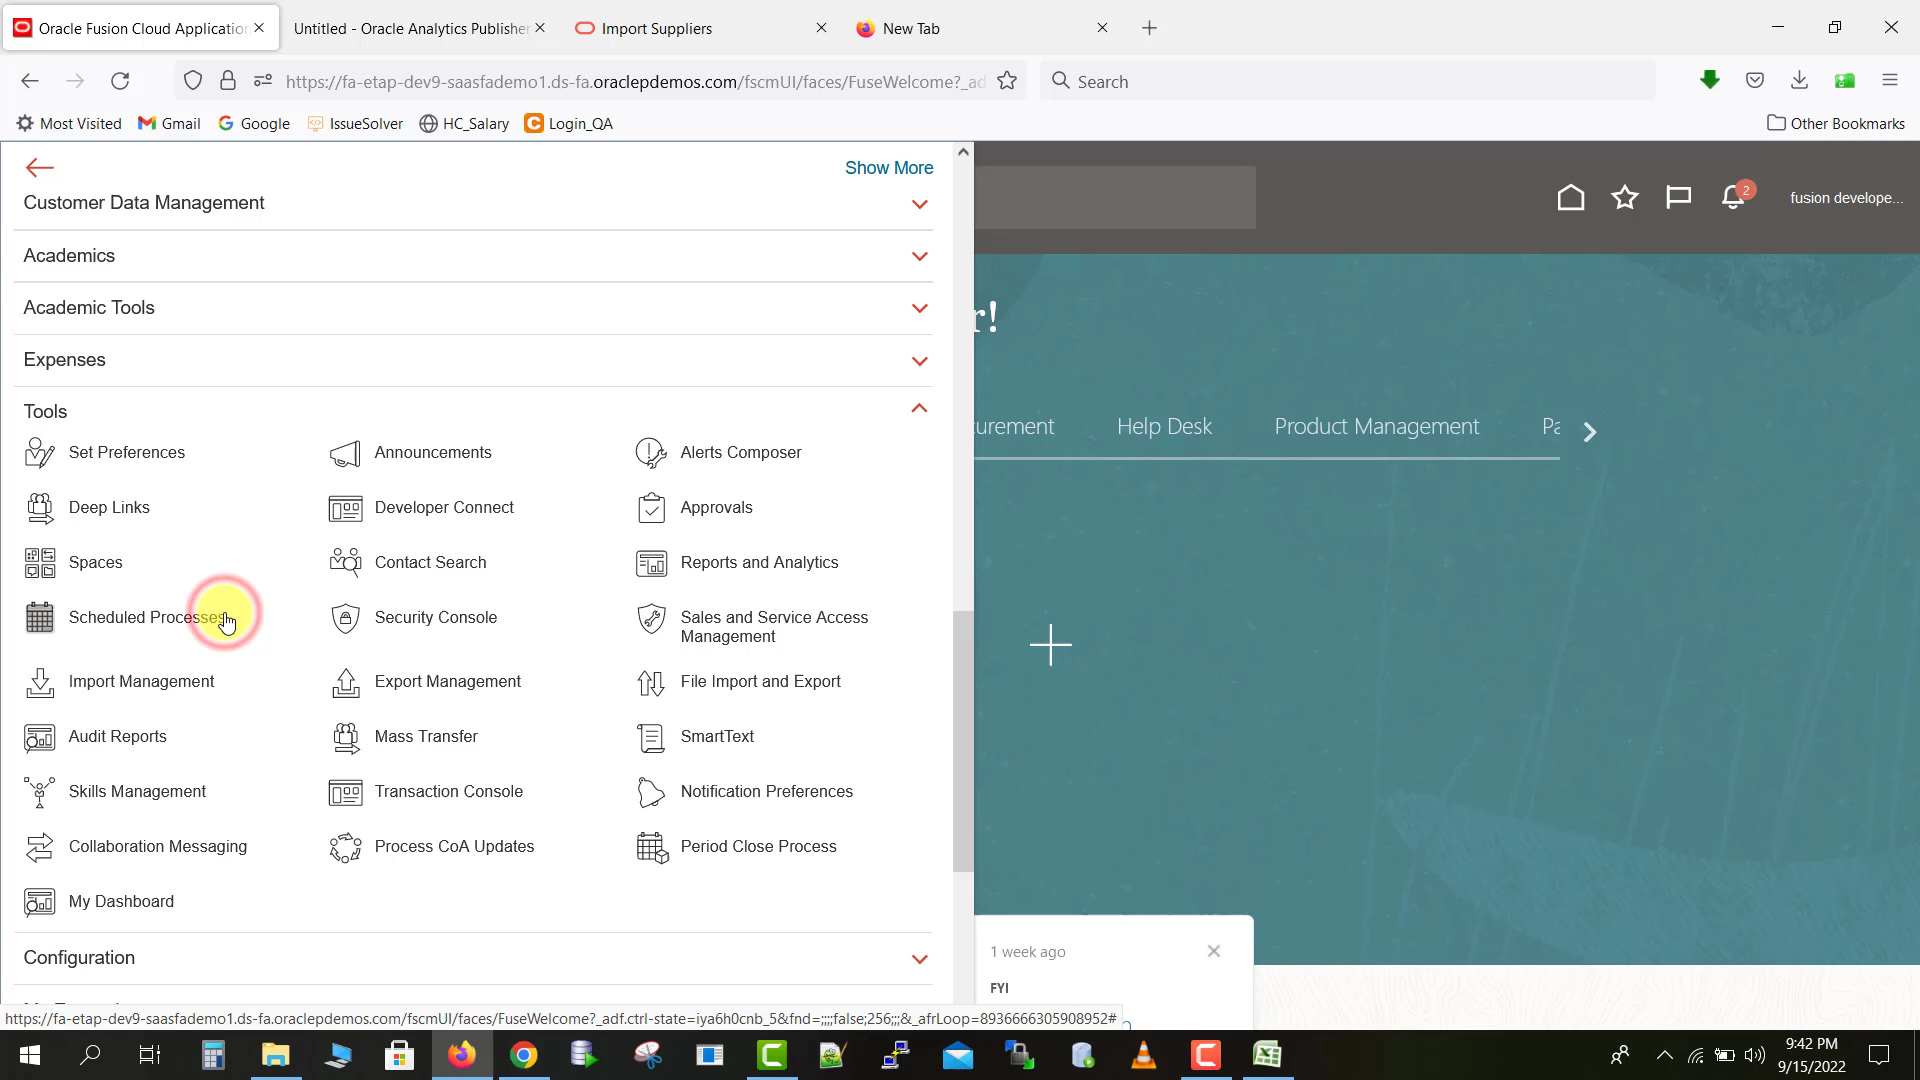 Oracle Fusion Cloud Application
Untitled - Oracle Analytics Publisher
Import Suppliers
New Tab
https://fa-etap-dev9-saasfademo1.ds-fa.oraclepdemos.com/fscmUI/faces/FuseWelcome?_ad
Search
Most Visited
Gmail
Google
IssueSolver
HC_Salary
Login_QA
Other Bookmarks
Show More
Customer Data Management
2
fusion develope...
Academics
Academic Tools
r!
Expenses
Tools
curement
Help Desk
Product Management
Pa
Set Preferences
Announcements
Alerts Composer
Deep Links
Developer Connect
Approvals
Spaces
Contact Search
Reports and Analytics
Scheduled Processes
Security Console
Sales and Service Access
Management
Import Management
Export Management
File Import and Export
Audit Reports
Mass Transfer
SmartText
Skills Management
Transaction Console
Notification Preferences
Collaboration Messaging
Process CoA Updates
Period Close Process
My Dashboard
Configuration
1 week ago
FYI
https://fa-etap-dev9-saasfademo1.ds-fa.oraclepdemos.com/fscmUI/faces/FuseWelcome?_adf.ctrl-state=iya6h0cnb_5&fnd=;;;;false;256;;;&_afrLoop=8936666305908952#
9:42 PM
9/15/2022